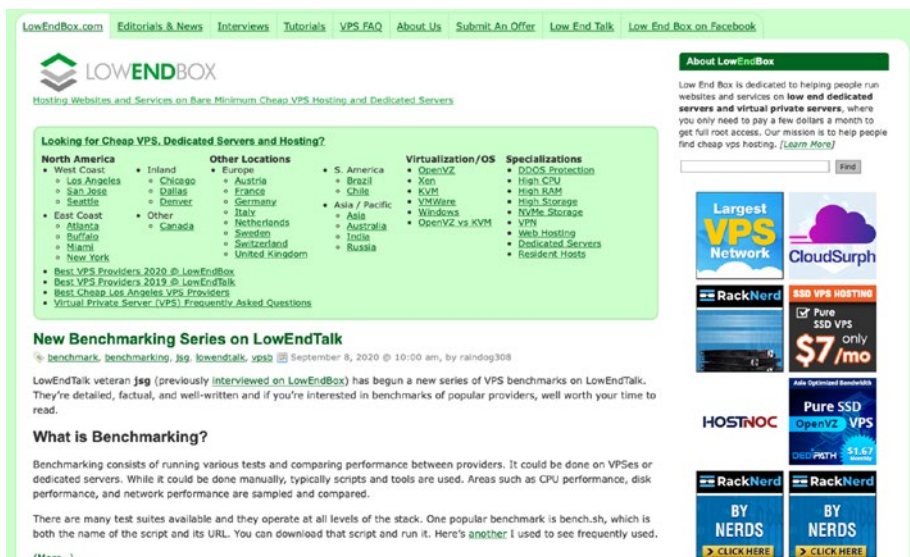 LowEndBox.com Editorials & News Interviews Tutorials VPS FAQ About Us Submit An Offer Low End Talk Low End Box on Facebook
LOWENDBOX
Hosting Websites and Services on Bare Minimum Cheap VPS Hosting and Dedicated Servers
Looking for Cheap VPS, Dedicated Servers and Hosting?
North America
West Coast
Los Angeles
San Jose
Seattle
East Coast
Atlanta
Buffalo
Miami
New York
Inland
Chicago
Dallas
Denver
Other
Canada
Other Locations
Europe
Austria
France
Germany
Italy
Netherlands
Sweden
Switzerland
United Kingdom
S. America
Brazil
Chile
Asia / Pacific
Asia
Australia
India
Russia
Virtualization/OS
OpenVZ
Xen
KVM
VMWare
Windows
OpenVZ vs KVM
Specializations
DDOS Protection
High CPU
High RAM
High Storage
NVMe Storage
VPN
Web Hosting
Dedicated Servers
Resident Hosts
Best VPS Providers 2020 @ LowEndBox
Best VPS Providers 2019 @ LowEndTalk
Best Cheap Los Angeles VPS Providers
Virtual Private Server (VPS) Frequently Asked Questions
New Benchmarking Series on LowEndTalk
benchmark, benchmarking, jsg, lowendtalk, vpsb September 8, 2020 @ 10:00 am, by raindog308
LowEndTalk veteran jsg (previously interviewed on LowEndBox) has begun a new series of VPS benchmarks on LowEndTalk.
They're detailed, factual, and well-written and if you're interested in benchmarks of popular providers, well worth your time to
read.
What is Benchmarking?
Benchmarking consists of running various tests and comparing performance between providers. It could be done on VPSes or
dedicated servers. While it could be done manually, typically scripts and tools are used. Areas such as CPU performance, disk
performance, and network performance are sampled and compared.
There are many test suites available and they operate at all levels of the stack. One popular benchmark is bench.sh, which is
both the name of the script and its URL. You can download that script and run it. Here's another I used to see frequently used.
(More...)
About LowEndBox
Low End Box is dedicated to helping people run
websites and services on low end dedicated
servers and virtual private servers, where
you only need to pay a few dollars a month to
get full root access. Our mission is to help people
find cheap vps hosting. [Learn More]
Find
Largest
VPS
Network
CloudSurph
RackNerd
SSD VPS HOSTING
Pure
SSD VPS
only
$7/mo
HOSTNOC
Asia Optimized Bandwidth
Pure SSD
OpenVZ VPS
DEDIPATH
$1.67
Monthly
RackNerd
BY
NERDS
> CLICK HERE
RackNerd
BY
NERDS
> CLICK HERE